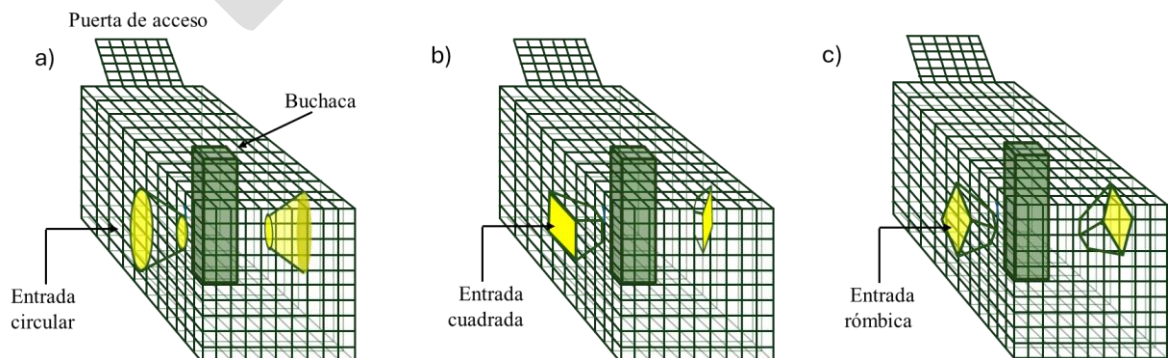 Puerta de acceso
a)
Buchaca
Entrada
circular
b)
Entrada
cuadrada
c)
Entrada
rómbica